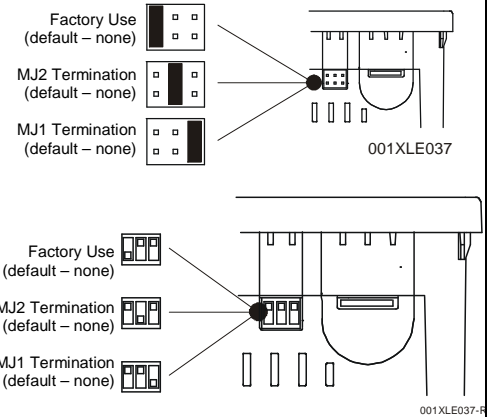 Factory Use
(default – none)
MJ2 Termination
(default – none)
MJ1 Termination
(default – none)
001XLE037
Factory Use
(default – none)
MJ2 Termination
(default – none)
MJ1 Termination
(default – none)
001XLE037-R